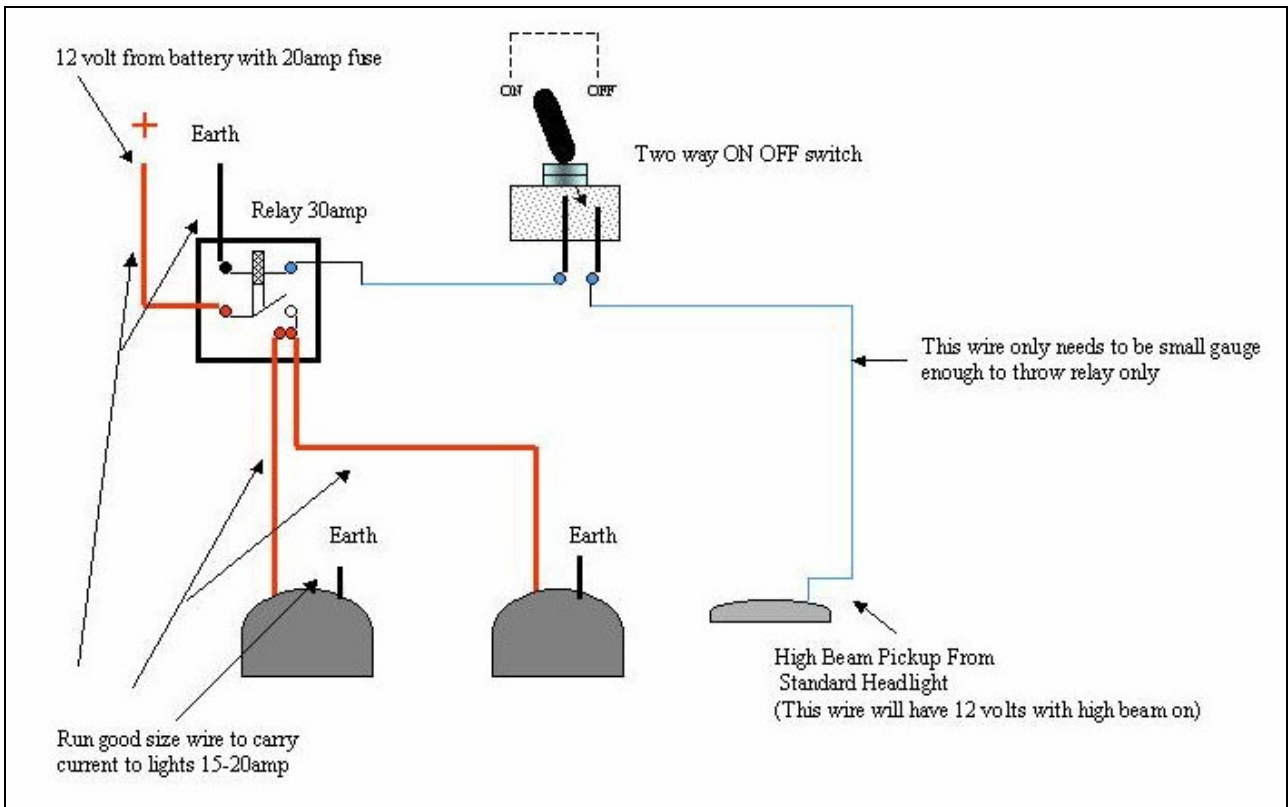 12 volt from battery with 20amp fuse
ON
OFF
+
Earth
Two way ON OFF switch
Relay 30amp
This wire only needs to be small gauge
enough to throw relay only
Earth
Earth
High Beam Pickup From
Standard Headlight
(This wire will have 12 volts with high beam on)
Run good size wire to carry
current to lights 15-20amp